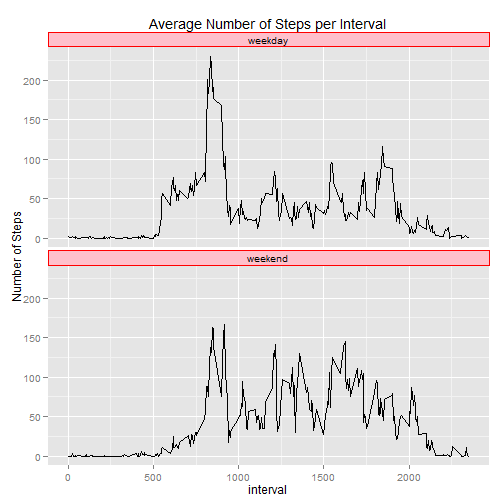 Average Number of Steps per Interval
weekday
200
150
100
50
0
weekend
200
150
100
50
0
Number of Steps
0 500 1000 1500 2000
interval